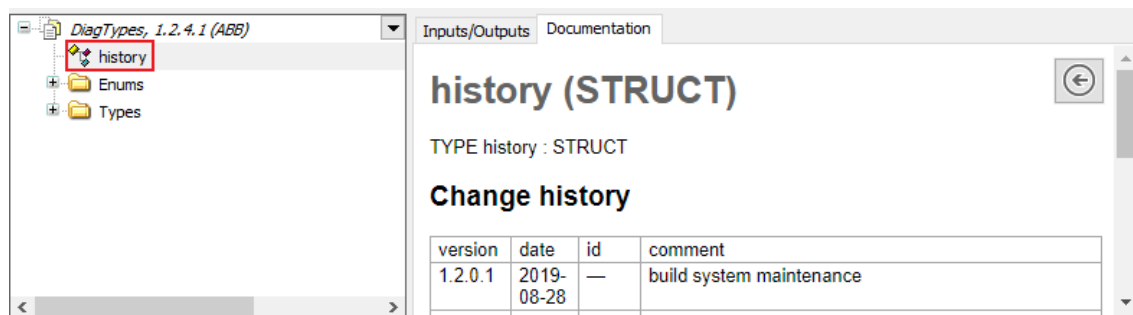 DiagTypes, 1.2.4.1 (ABB)
history
Enums
Types
Inputs/Outputs Documentation
history (STRUCT)
TYPE history : STRUCT
Change history
version date id comment
1.2.0.1 2019- — build system maintenance
08-28